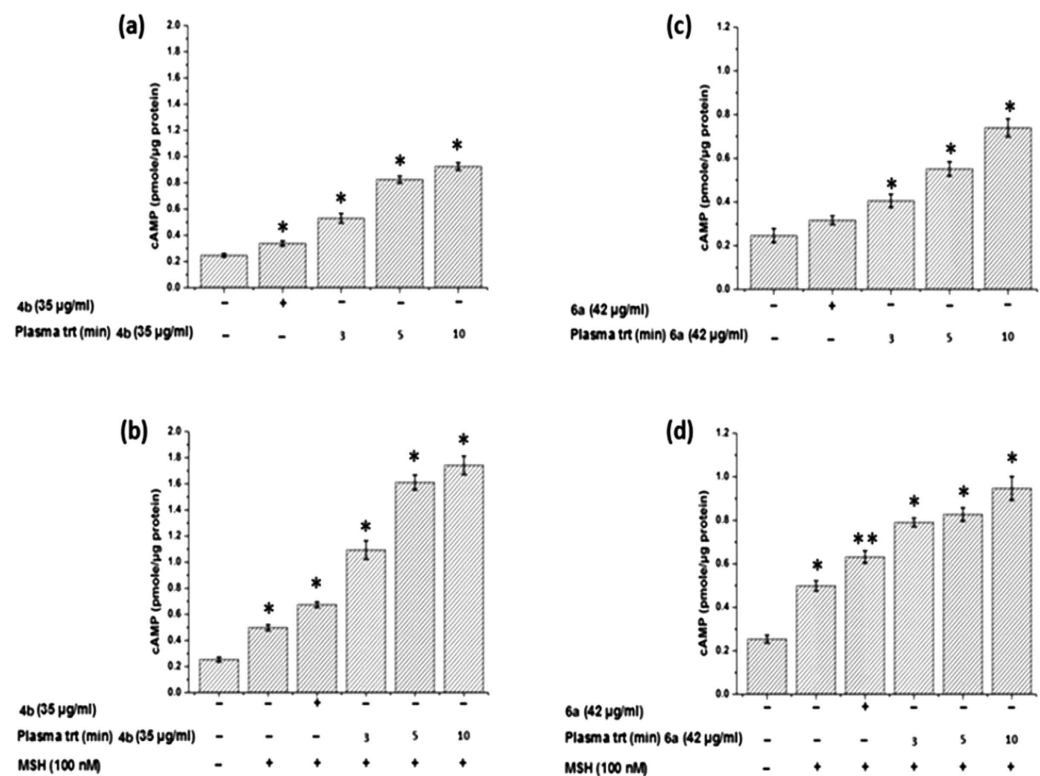 (a)
cAMP (pmole/µg protein)
2.0
1.8
1.6
1.4
1.2
1.0
0.8
0.6
0.4
0.2
0.0
* * * *
4b (35 µg/ml) – + – – –
Plasma trt (min) 4b (35 µg/ml) – – 3 5 10
(c)
cAMP (pmole/µg protein)
1.2
1.0
0.8
0.6
0.4
0.2
0.0
* * *
6a (42 µg/ml) – + – – –
Plasma trt (min) 6a (42 µg/ml) – – 3 5 10
(b)
cAMP (pmole/µg protein)
2.0
1.8
1.6
1.4
1.2
1.0
0.8
0.6
0.4
0.2
0.0
* * * * *
4b (35 µg/ml) – – + – – –
Plasma trt (min) 4b (35 µg/ml) – – – 3 5 10
MSH (100 nM) – + + + + +
(d)
cAMP (pmole/µg protein)
1.2
1.0
0.8
0.6
0.4
0.2
0.0
* ** * * *
6a (42 µg/ml) – – + – – –
Plasma trt (min) 6a (42 µg/ml) – – – 3 5 10
MSH (100 nM) – + + + + +